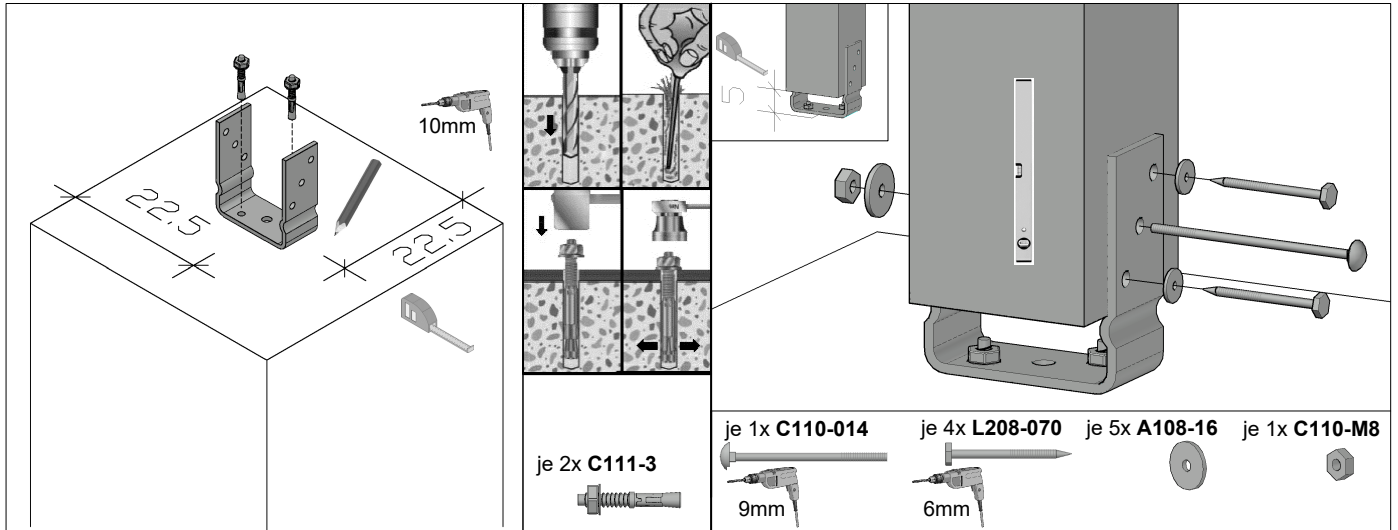 10mm
22.5
22.5
je 2x C111-3
5
je 1x C110-014
9mm
je 4x L208-070
6mm
je 5x A108-16
je 1x C110-M8